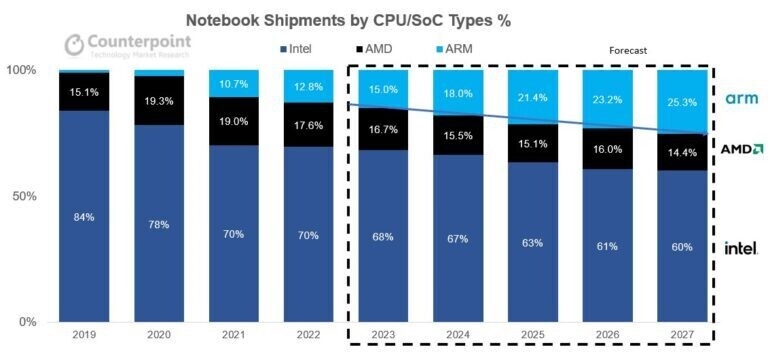 Notebook Shipments by CPU/SoC Types %
Counterpoint
Technology Market Research
Intel AMD ARM
Forecast
100% 10.7% 12.8% 15.0% 18.0% 21.4% 23.2% 25.3% arm
15.1% 19.3% 19.0% 17.6% 16.7% 15.5% 15.1% 16.0% 14.4% AMD
50%
84% 78% 70% 70% 68% 67% 63% 61% 60% intel
0%
2019 2020 2021 2022 2023 2024 2025 2026 2027